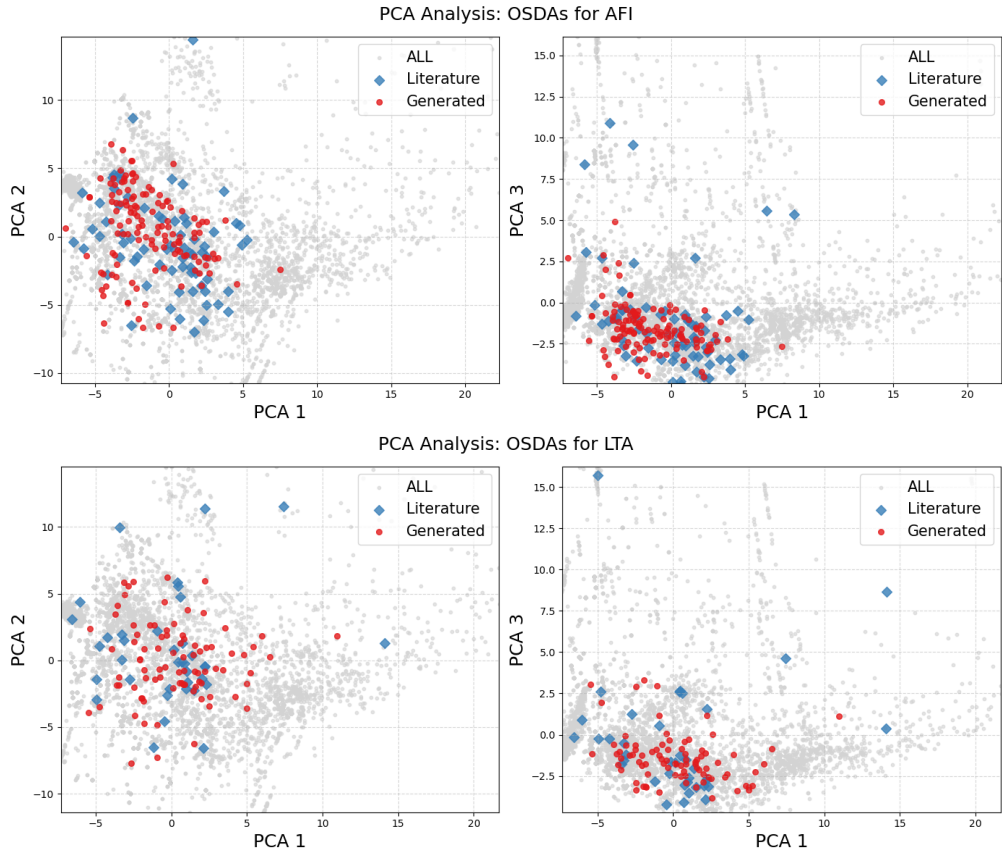 PCA Analysis: OSDAs for AFI
ALL
Literature
Generated
10
5
0
−5
−10
PCA 2
−5
0
5
10
15
20
PCA 1
ALL
Literature
Generated
15.0
12.5
10.0
7.5
5.0
2.5
0.0
−2.5
PCA 3
−5
0
5
10
15
20
PCA 1
PCA Analysis: OSDAs for LTA
ALL
Literature
Generated
10
5
0
−5
−10
PCA 2
−5
0
5
10
15
20
PCA 1
ALL
Literature
Generated
15.0
12.5
10.0
7.5
5.0
2.5
0.0
−2.5
PCA 3
−5
0
5
10
15
20
PCA 1